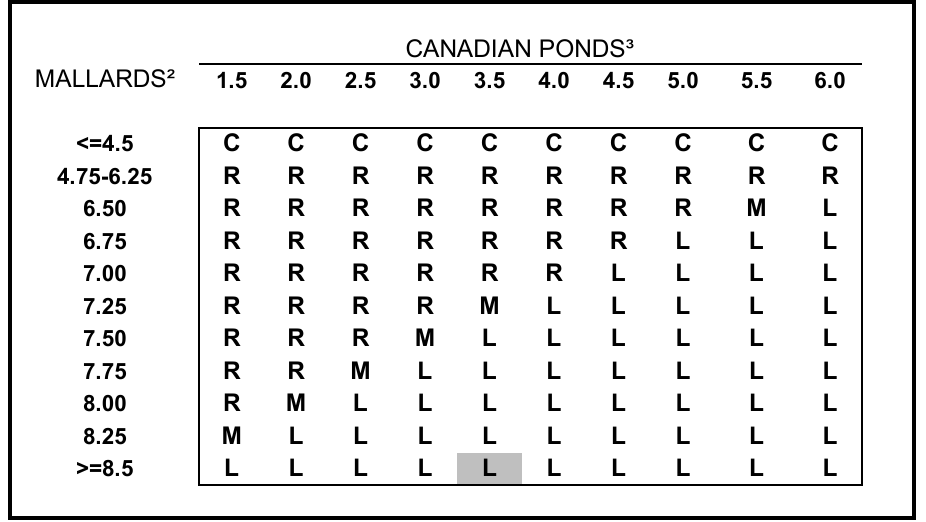 CANADIAN PONDS³
MALLARDS² 1.5 2.0 2.5 3.0 3.5 4.0 4.5 5.0 5.5 6.0
<=4.5 C C C C C C C C C C
4.75-6.25 R R R R R R R R R R
6.50 R R R R R R R R M L
6.75 R R R R R R R L L L
7.00 R R R R R R L L L L
7.25 R R R R M L L L L L
7.50 R R R M L L L L L L
7.75 R R M L L L L L L L
8.00 R M L L L L L L L L
8.25 M L L L L L L L L L
>=8.5 L L L L L L L L L L